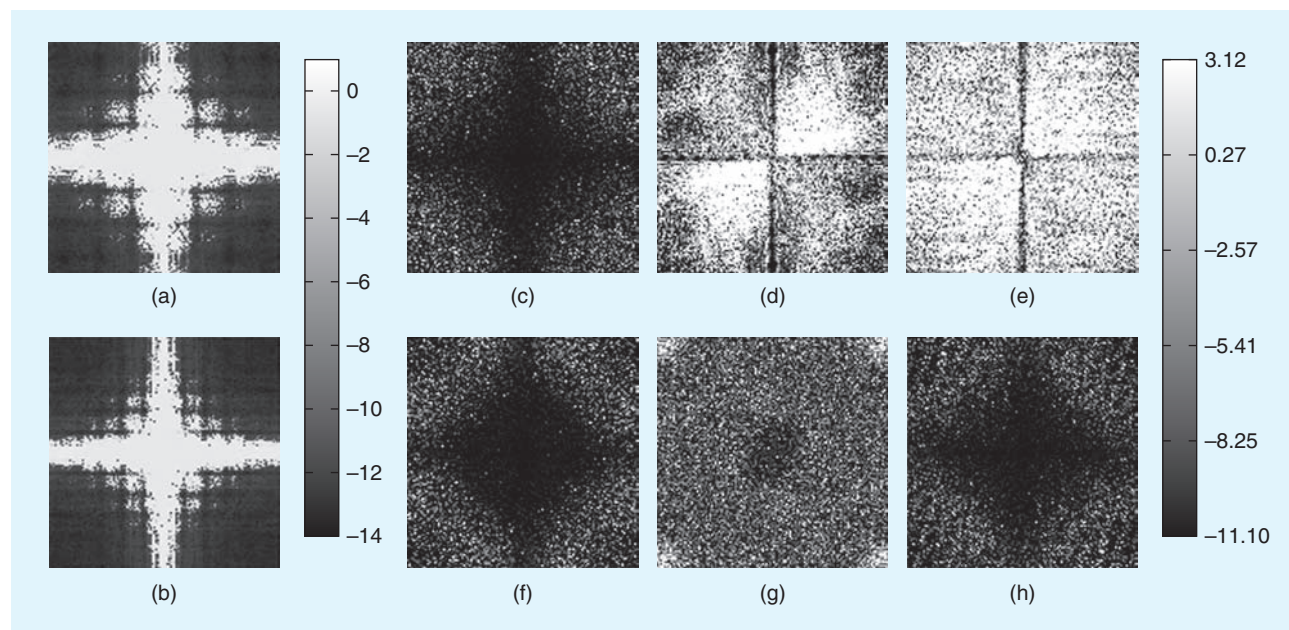 0
–2
–4
–6
–8
–10
–12
–14
3.12
0.27
–2.57
–5.41
–8.25
–11.10
(a)
(c)
(d)
(e)
(b)
(f)
(g)
(h)